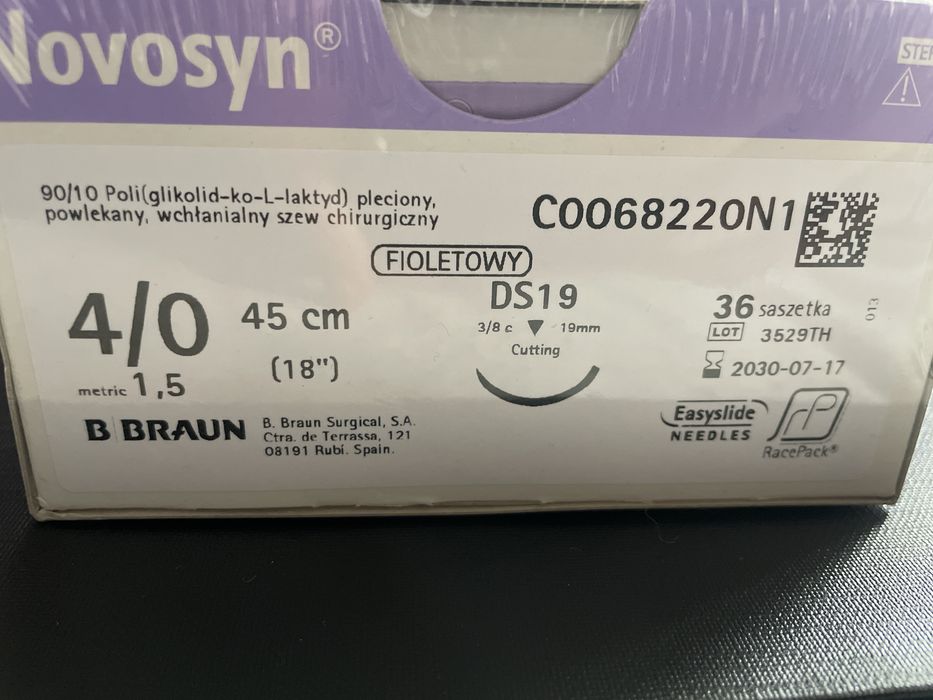 Novosyn®
90/10 Poli(glikolid-ko-L-laktyd) pleciony,
powlekany, wchłanialny szew chirurgiczny
C0068220N1
FIOLETOWY
4/0
45 cm
(18")
metric 1,5
DS19
3/8 c 19mm
Cutting
36 saszetka
LOT 3529TH
2030-07-17
013
B BRAUN
B. Braun Surgical, S.A.
Ctra. de Terrassa, 121
08191 Rubí. Spain.
Easyslide
NEEDLES
RacePack®